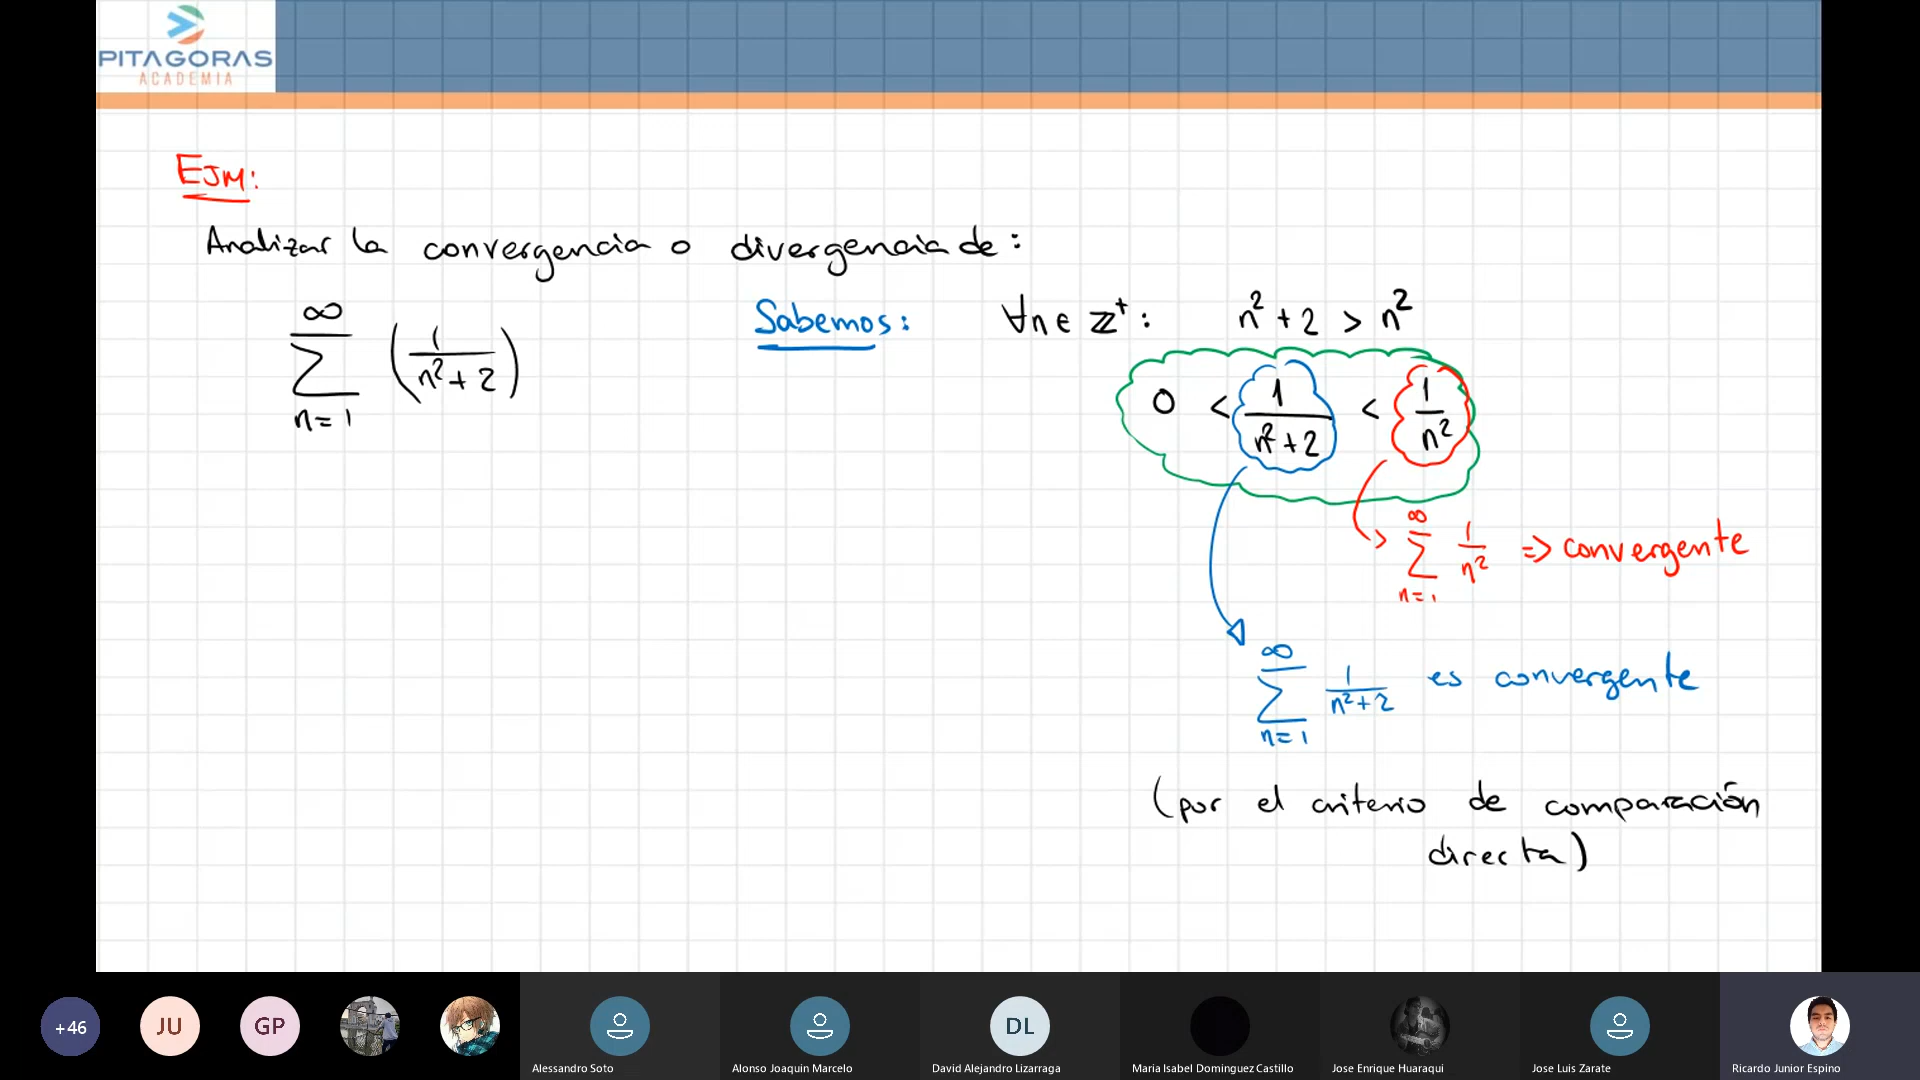 PITAGORAS
ACADEMIA
EJM:
Analizar la convergencia o divergencia de:
∞
∑ (1/(n²+2))
n=1
Sabemos: ∀n∈ℤ⁺: n²+2 > n²
0 < 1/(n²+2) < 1/n²
∞
∑ 1/n² => convergente
n=1
∞
∑ 1/(n²+2) es convergente
n=1
(por el criterio de comparación
directa)
+46
JU
GP
DL
Alessandro Soto
Alonso Joaquin Marcelo
David Alejandro Lizarraga
Maria Isabel Dominguez Castillo
Jose Enrique Huaraqui
Jose Luis Zarate
Ricardo Junior Espino